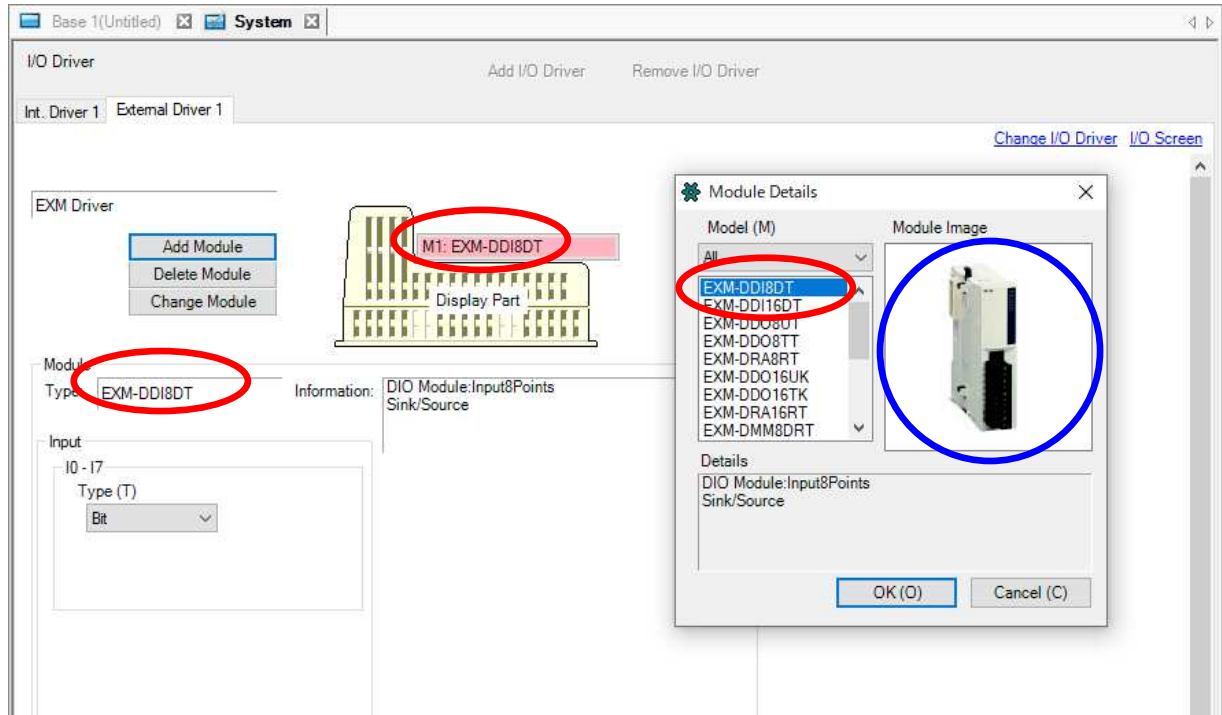 Base 1(Untitled) System
I/O Driver
Add I/O Driver Remove I/O Driver
Int. Driver 1 External Driver 1
Change I/O Driver I/O Screen
EXM Driver
Add Module
Delete Module
Change Module
M1: EXM-DDI8DT
Display Part
Module
Type EXM-DDI8DT
Information: DIO Module:Input8Points
Sink/Source
Input
I0 - I7
Type (T)
Bit
Module Details
Model (M)
All
EXM-DDI8DT
EXM-DDI16DT
EXM-DDO8UT
EXM-DDO8TT
EXM-DRA8RT
EXM-DDO16UK
EXM-DDO16TK
EXM-DRA16RT
EXM-DMM8DRT
Module Image
Details
DIO Module:Input8Points
Sink/Source
OK (O) Cancel (C)